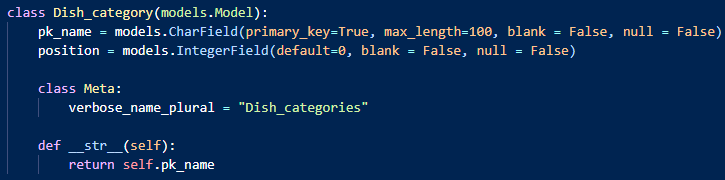 class Dish_category(models.Model):
    pk_name = models.CharField(primary_key=True, max_length=100, blank = False, null = False)
    position = models.IntegerField(default=0, blank = False, null = False)
    class Meta:
        verbose_name_plural = "Dish_categories"
    def __str__(self):
        return self.pk_name